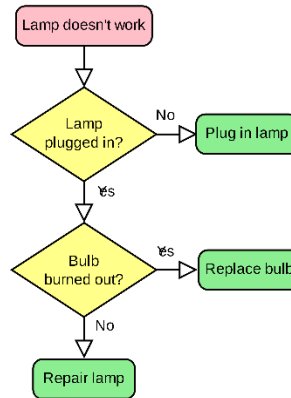 Lamp doesn't work
Lamp
plugged in?
No
Plug in lamp
Yes
Bulb
burned out?
Yes
Replace bulb
No
Repair lamp